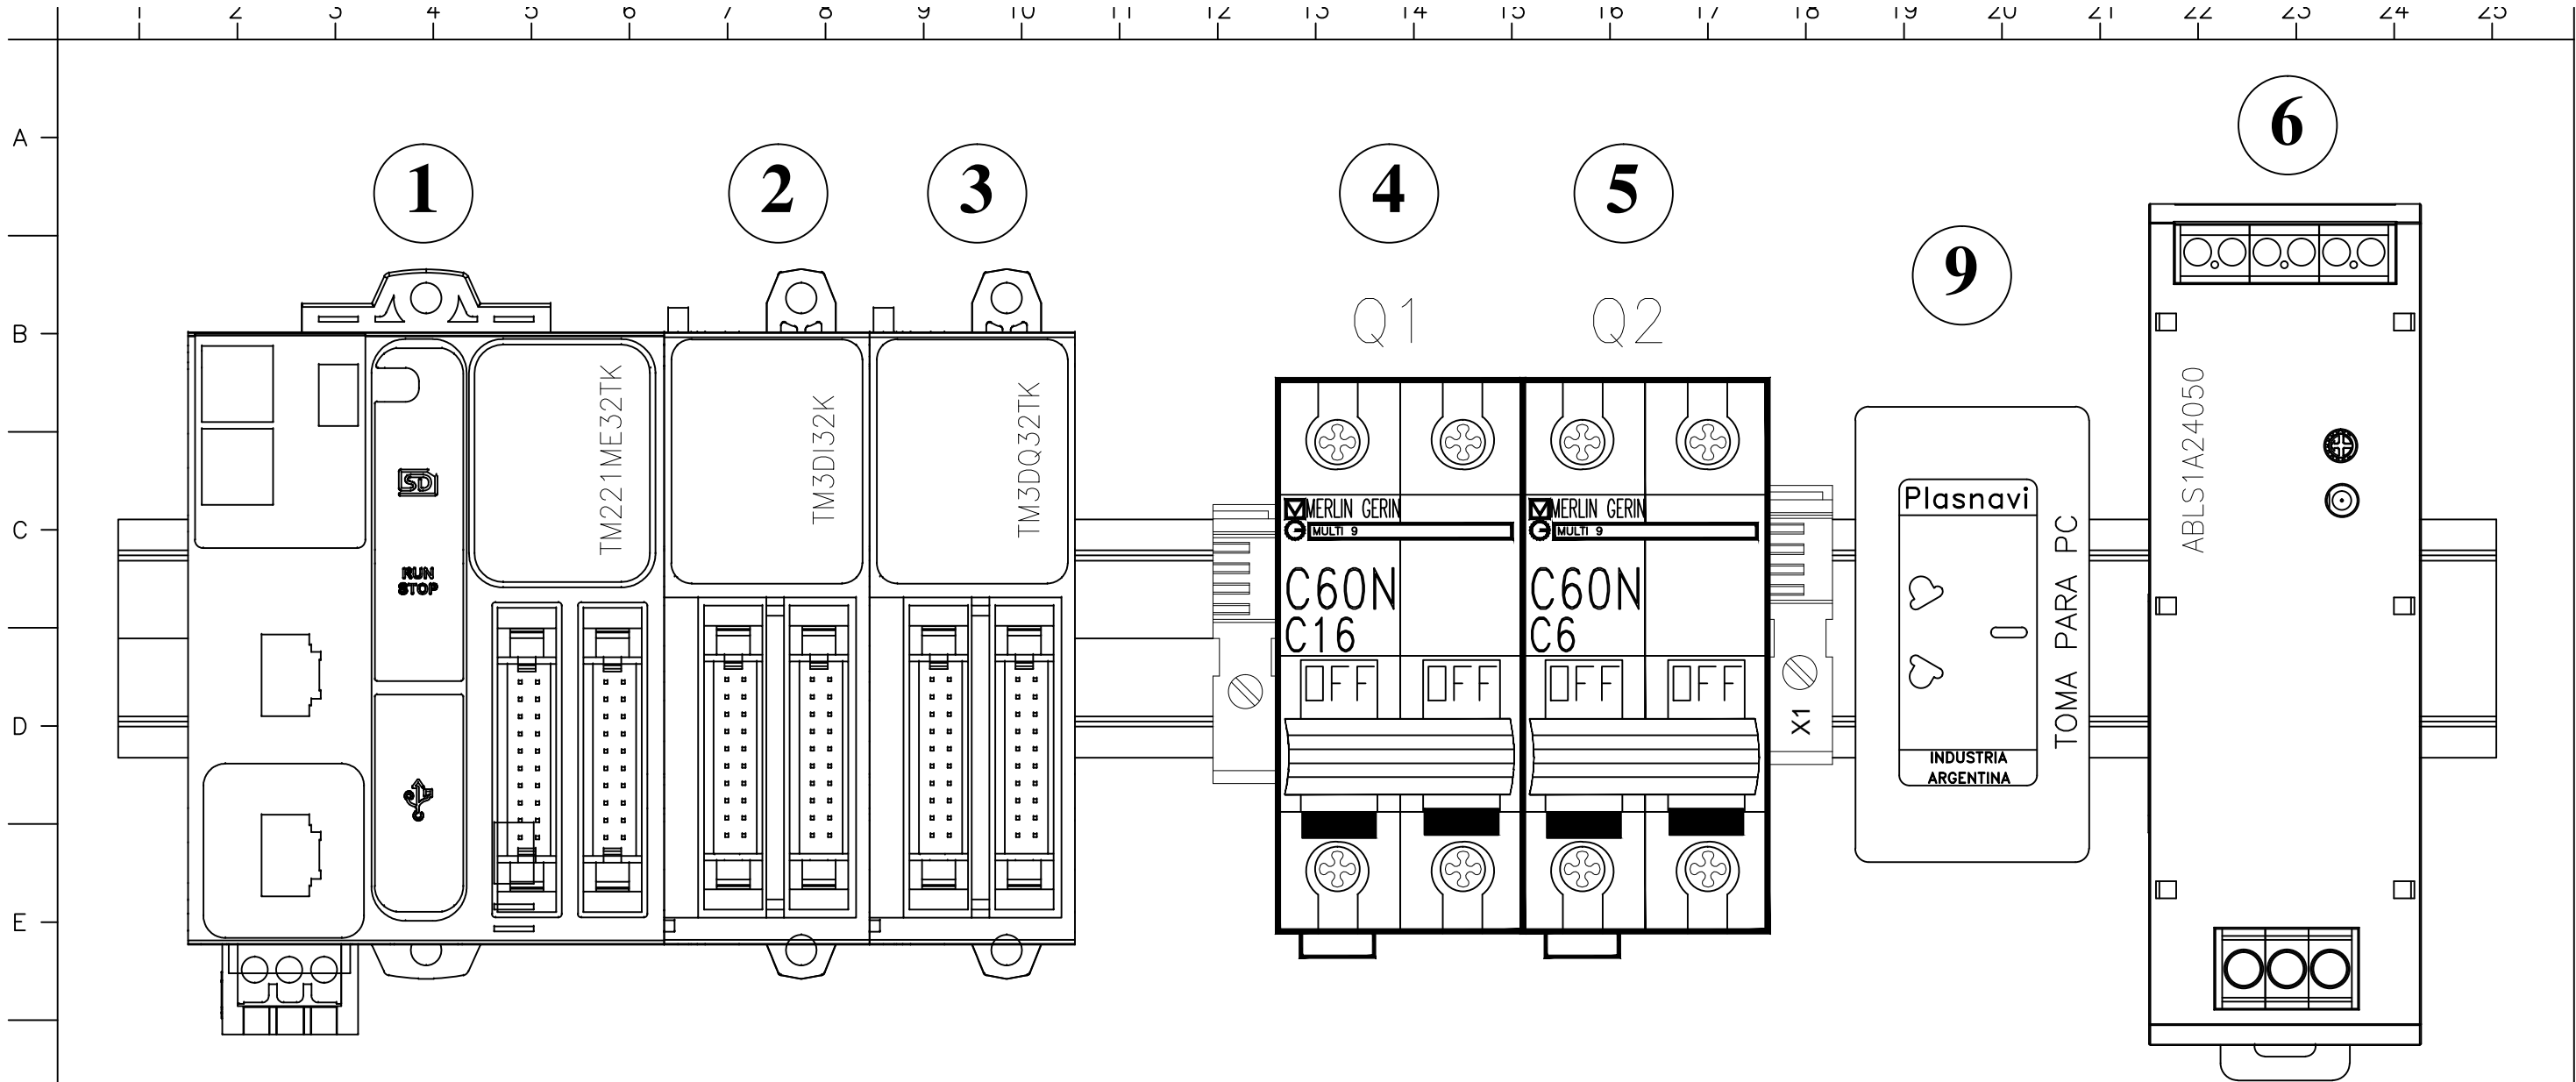 1 2 3 4 5 6 7 8 9 10 11 12 13 14 15 16 17 18 19 20 21 22 23 24 25
A
B
C
D
E
1
2
3
4
5
9
6
Q1
Q2
TM221ME32TK
TM3DI32K
TM3DQ32TK
SD
RUN
STOP
MERLIN GERIN
MULTI 9
C60N
C16
OFF OFF
MERLIN GERIN
MULTI 9
C60N
C6
OFF OFF
X1
Plasnavi
INDUSTRIA
ARGENTINA
TOMA PARA PC
ABLS1A24050